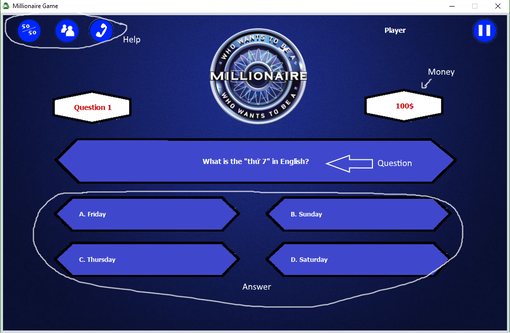 Millionaire Game
50
50
Help
Player
WHO WANTS TO BE A
MILLIONAIRE
WHO WANTS TO BE A
Money
Question 1
100$
What is the "thứ 7" in English?
Question
A. Friday
B. Sunday
C. Thursday
D. Saturday
Answer